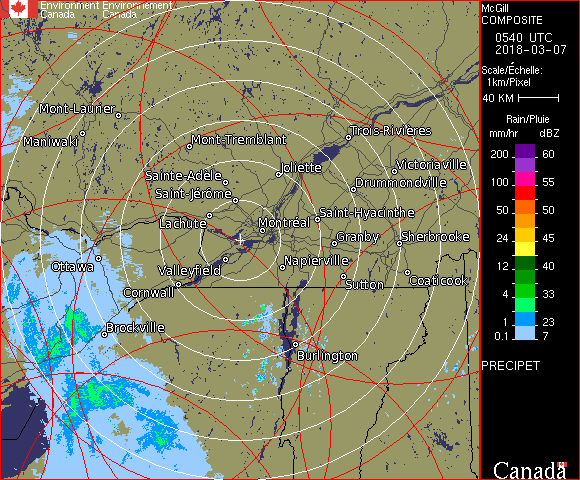 Environment Environnement
Canada Canada
McGill
COMPOSITE
0540 UTC
2018-03-07
Scale/Échelle:
1km/Pixel
40 KM
Rain/Pluie
mm/hr dBZ
200 60
100 55
50 50
24 45
12 40
4 33
1 23
0.1 7
PRECIPET
Canada
Mont-Laurier
Maniwaki
Mont-Tremblant
Trois-Rivières
Joliette
Victoriaville
Sainte-Adèle
Drummondville
Saint-Jérôme
Saint-Hyacinthe
Lachute
Montréal
Granby
Sherbrooke
Ottawa
Valleyfield
Napierville
Cornwall
Sutton
Coaticook
Brockville
Burlington